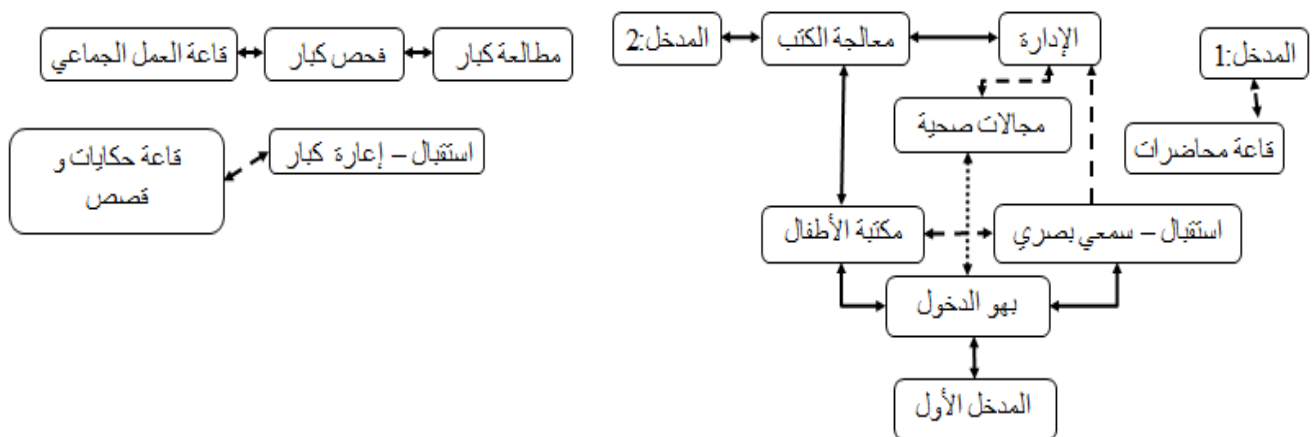 المدخل:2
معالجة الكتب
الإدارة
المدخل:1
مطالعة كبار
فحص كبار
قاعة العمل الجماعي
مجالات صحية
قاعة محاضرات
استقبال – إعارة كبار
قاعة حكايات و
قصص
استقبال – سمعي بصري
مكتبة الأطفال
بهو الدخول
المدخل الأول